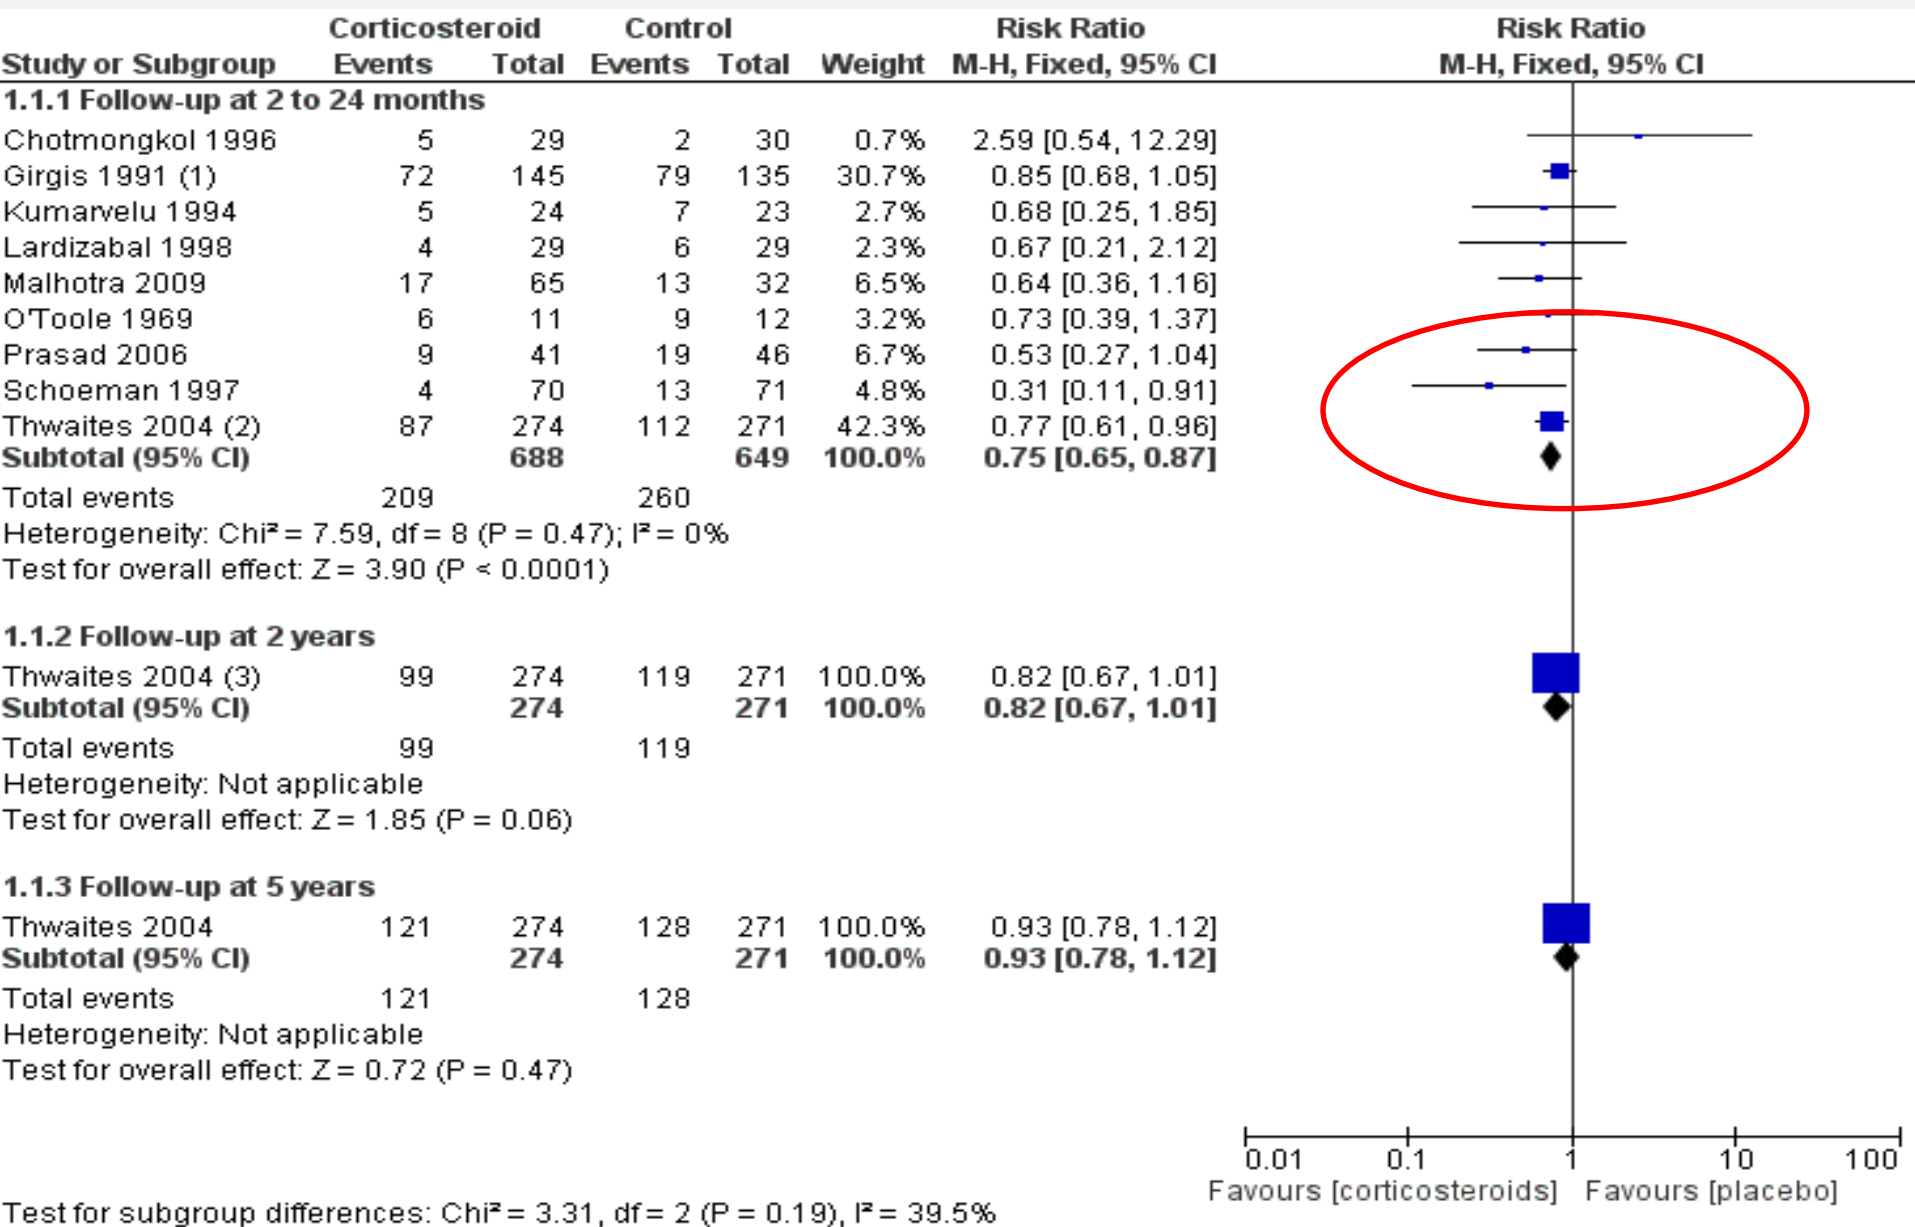 Corticosteroid Control Risk Ratio Risk Ratio
Study or Subgroup Events Total Events Total Weight M-H, Fixed, 95% CI M-H, Fixed, 95% CI
1.1.1 Follow-up at 2 to 24 months
Chotmongkol 1996 5 29 2 30 0.7% 2.59 [0.54, 12.29]
Girgis 1991 (1) 72 145 79 135 30.7% 0.85 [0.68, 1.05]
Kumarvelu 1994 5 24 7 23 2.7% 0.68 [0.25, 1.85]
Lardizabal 1998 4 29 6 29 2.3% 0.67 [0.21, 2.12]
Malhotra 2009 17 65 13 32 6.5% 0.64 [0.36, 1.16]
O'Toole 1969 6 11 9 12 3.2% 0.73 [0.39, 1.37]
Prasad 2006 9 41 19 46 6.7% 0.53 [0.27, 1.04]
Schoeman 1997 4 70 13 71 4.8% 0.31 [0.11, 0.91]
Thwaites 2004 (2) 87 274 112 271 42.3% 0.77 [0.61, 0.96]
Subtotal (95% CI) 688 649 100.0% 0.75 [0.65, 0.87]
Total events 209 260
Heterogeneity: Chi² = 7.59, df = 8 (P = 0.47); I² = 0%
Test for overall effect: Z = 3.90 (P < 0.0001)
1.1.2 Follow-up at 2 years
Thwaites 2004 (3) 99 274 119 271 100.0% 0.82 [0.67, 1.01]
Subtotal (95% CI) 274 271 100.0% 0.82 [0.67, 1.01]
Total events 99 119
Heterogeneity: Not applicable
Test for overall effect: Z = 1.85 (P = 0.06)
1.1.3 Follow-up at 5 years
Thwaites 2004 121 274 128 271 100.0% 0.93 [0.78, 1.12]
Subtotal (95% CI) 274 271 100.0% 0.93 [0.78, 1.12]
Total events 121 128
Heterogeneity: Not applicable
Test for overall effect: Z = 0.72 (P = 0.47)
0.01 0.1 1 10 100
Favours [corticosteroids] Favours [placebo]
Test for subgroup differences: Chi² = 3.31, df = 2 (P = 0.19), I² = 39.5%